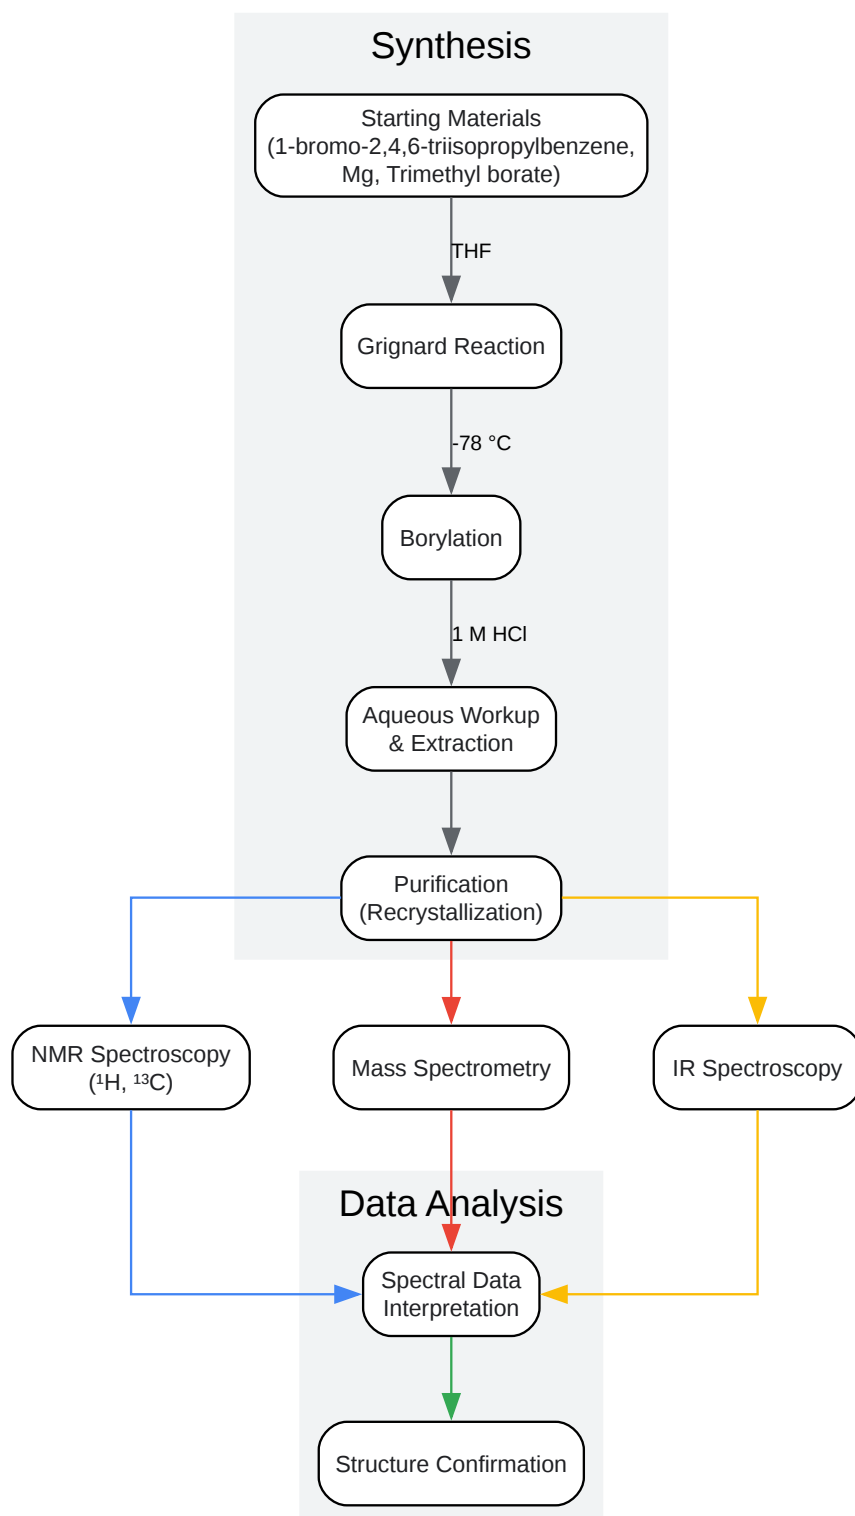 Synthesis
Starting Materials
(1-bromo-2,4,6-triisopropylbenzene,
Mg, Trimethyl borate)
THF
Grignard Reaction
-78 °C
Borylation
1 M HCl
Aqueous Workup
& Extraction
Purification
(Recrystallization)
NMR Spectroscopy
(¹H, ¹³C)
Mass Spectrometry
IR Spectroscopy
Data Analysis
Spectral Data
Interpretation
Structure Confirmation